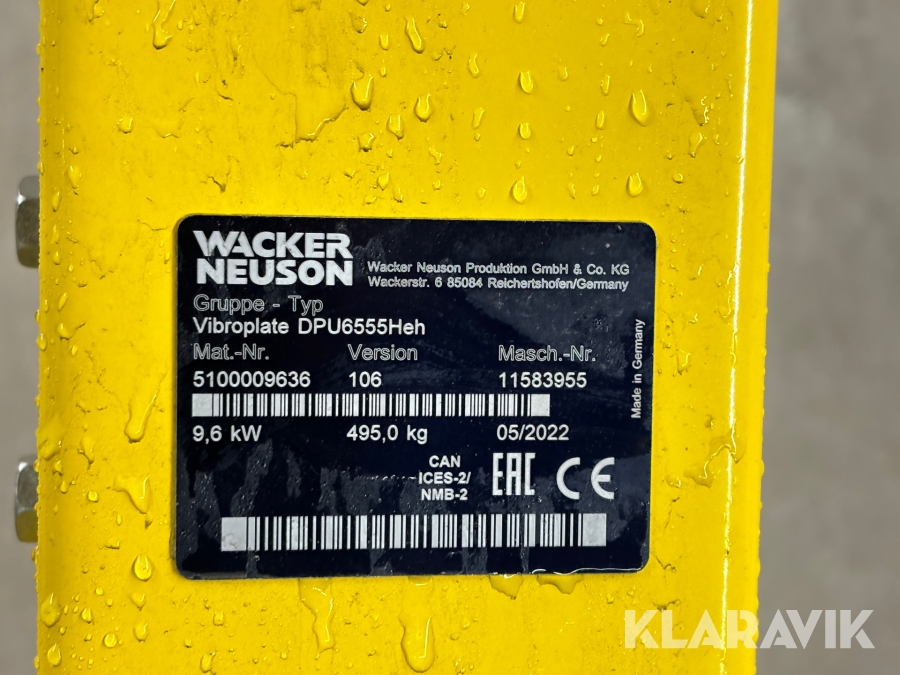 WACKER
NEUSON
Wacker Neuson Produktion GmbH & Co. KG
Wackerstr. 6 85084 Reichertshofen/Germany
Gruppe - Typ
Vibroplate DPU6555Heh
Mat.-Nr. Version Masch.-Nr.
5100009636 106 11583955
9,6 kW 495,0 kg 05/2022
Made in Germany
CAN
ICES-2/
NMB-2
EAC CE
KLARAVIK